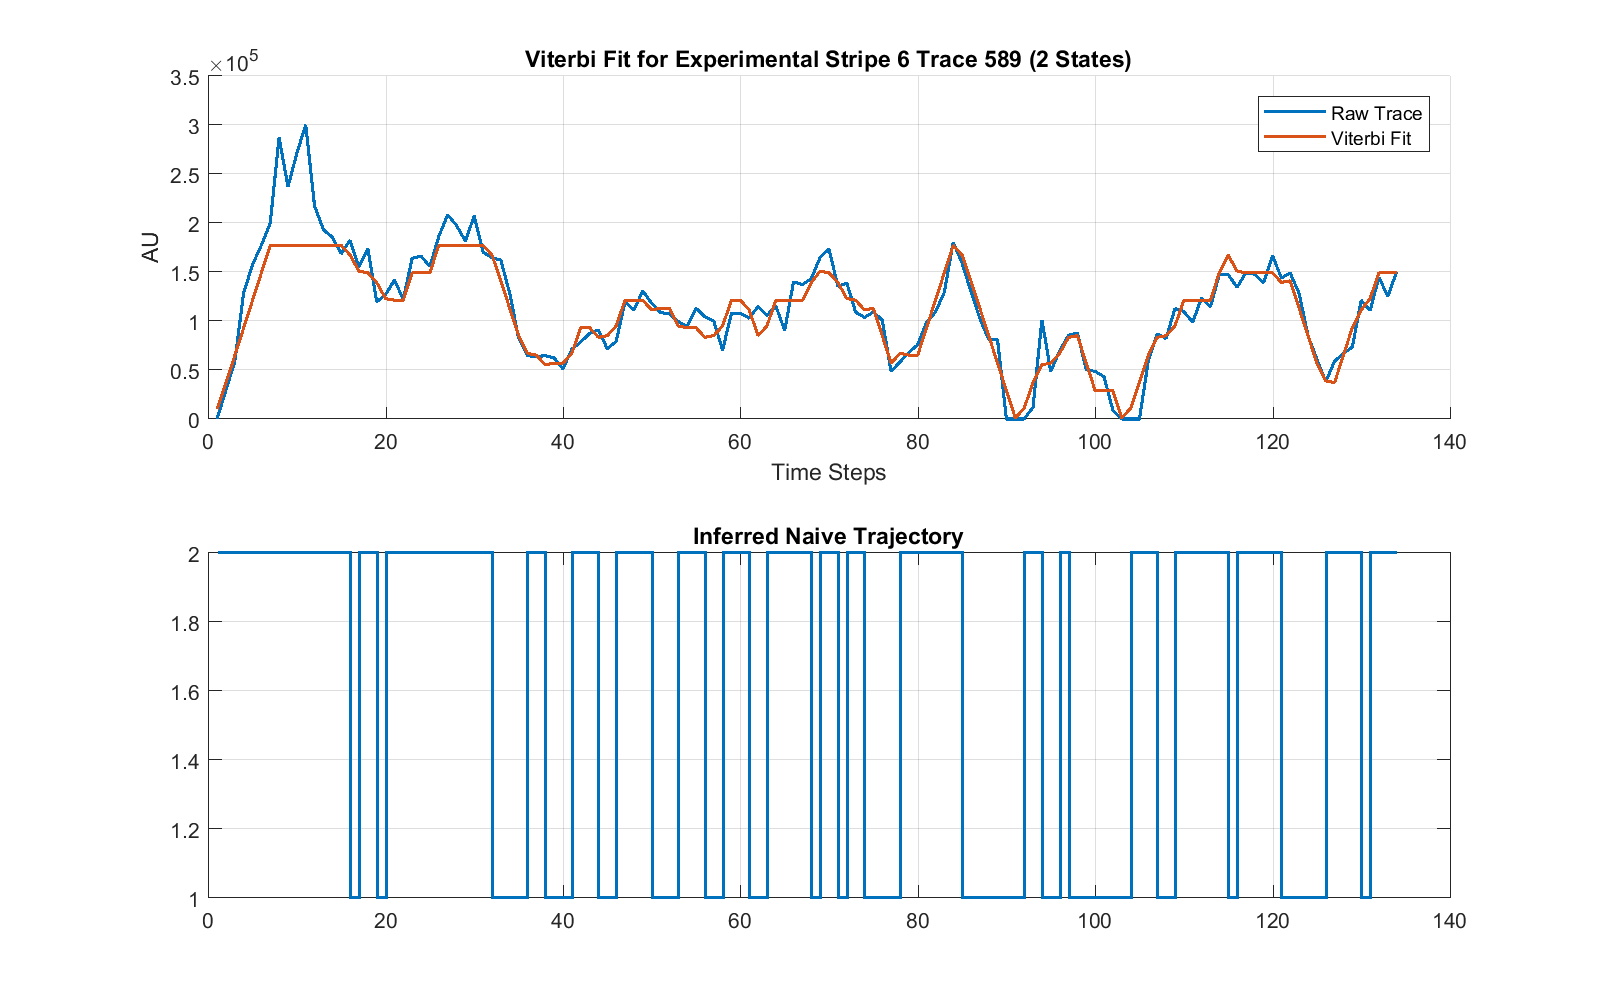 Viterbi Fit for Experimental Stripe 6 Trace 589 (2 States)
×10^5
3.5
3
2.5
2
1.5
1
0.5
0
AU
Raw Trace
Viterbi Fit
0 20 40 60 80 100 120 140
Time Steps
Inferred Naive Trajectory
2
1.8
1.6
1.4
1.2
1
0 20 40 60 80 100 120 140